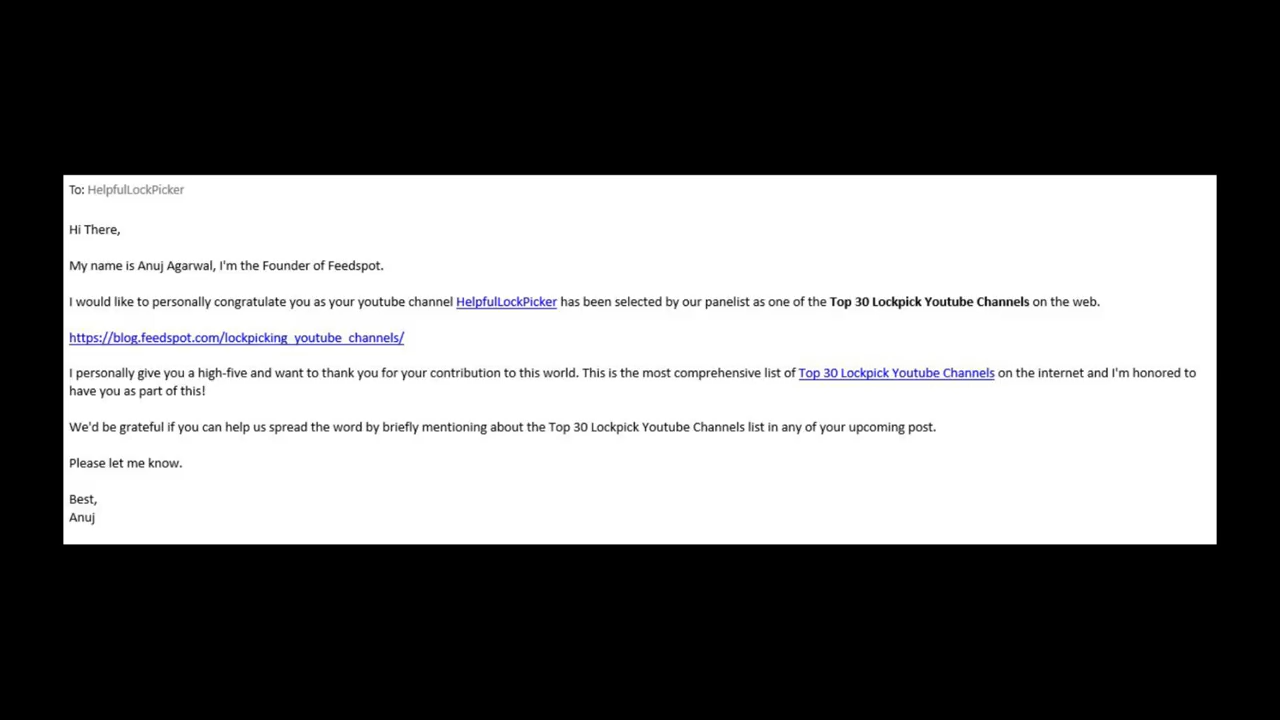 To: HelpfulLockPicker
Hi There,
My name is Anuj Agarwal, I'm the Founder of Feedspot.
I would like to personally congratulate you as your youtube channel HelpfulLockPicker has been selected by our panelist as one of the Top 30 Lockpick Youtube Channels on the web.
https://blog.feedspot.com/lockpicking_youtube_channels/
I personally give you a high-five and want to thank you for your contribution to this world. This is the most comprehensive list of Top 30 Lockpick Youtube Channels on the internet and I'm honored to
have you as part of this!
We'd be grateful if you can help us spread the word by briefly mentioning about the Top 30 Lockpick Youtube Channels list in any of your upcoming post.
Please let me know.
Best,
Anuj